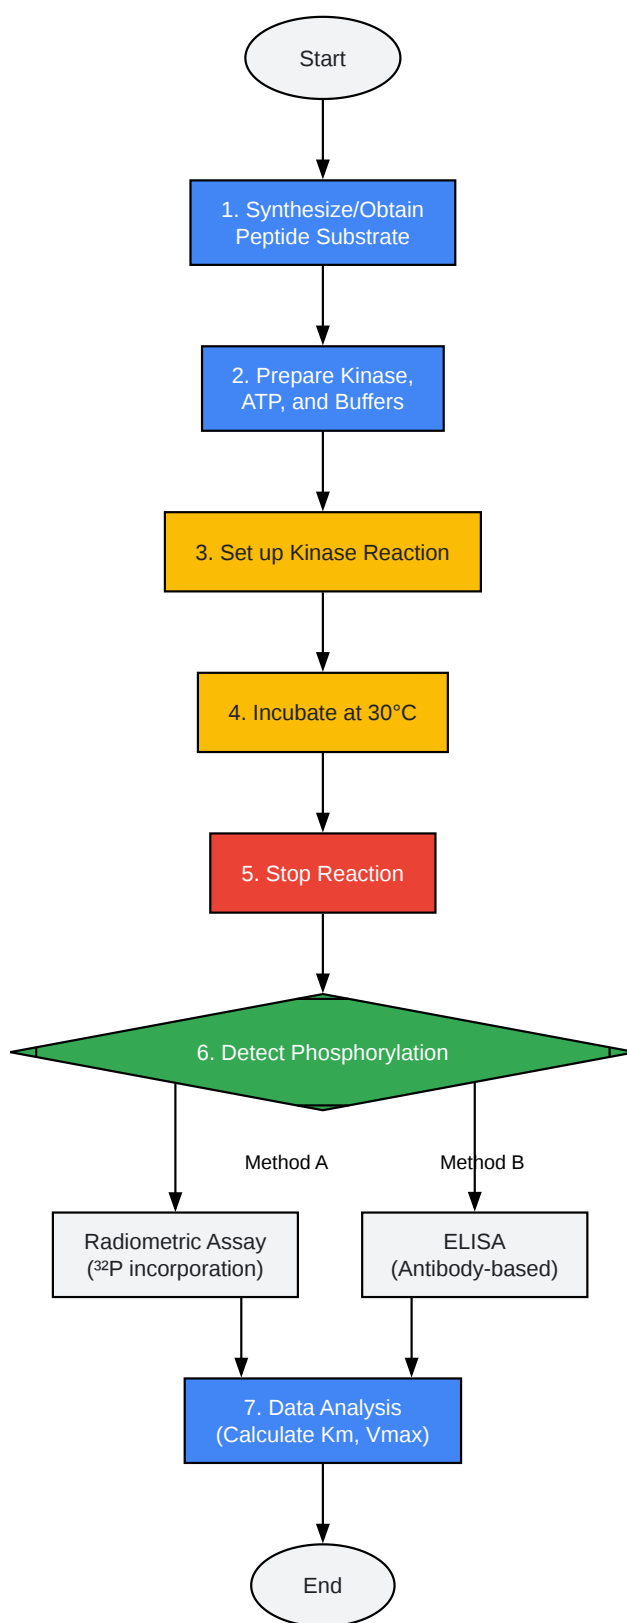 Start
1. Synthesize/Obtain
Peptide Substrate
2. Prepare Kinase,
ATP, and Buffers
3. Set up Kinase Reaction
4. Incubate at 30°C
5. Stop Reaction
6. Detect Phosphorylation
Method A
Method B
Radiometric Assay
(³²P incorporation)
ELISA
(Antibody-based)
7. Data Analysis
(Calculate Km, Vmax)
End